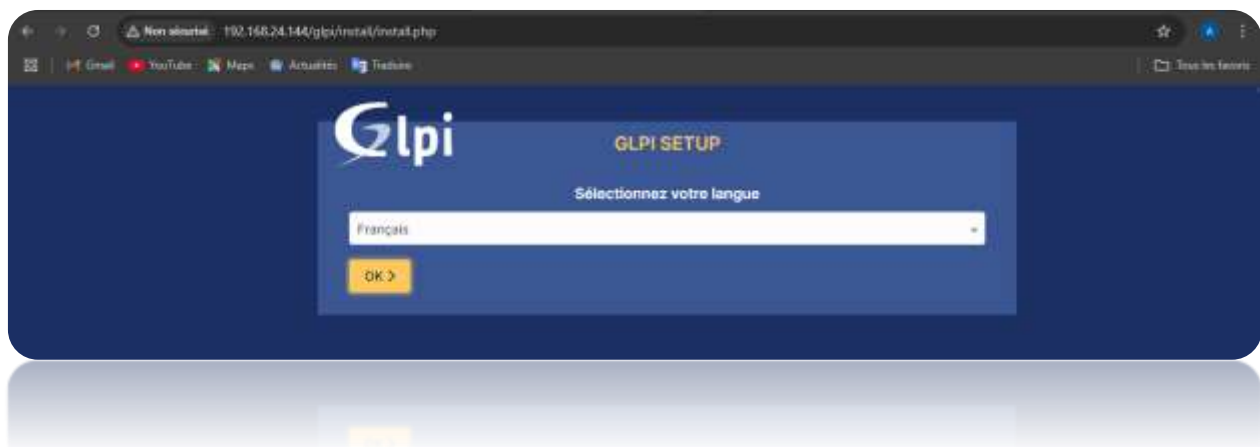 Non sécurisé 192.168.24.144/glpi/install/install.php
Gmail YouTube Maps Actualités Traduire Tous les favoris
Glpi
GLPI SETUP
Sélectionnez votre langue
Français
OK >